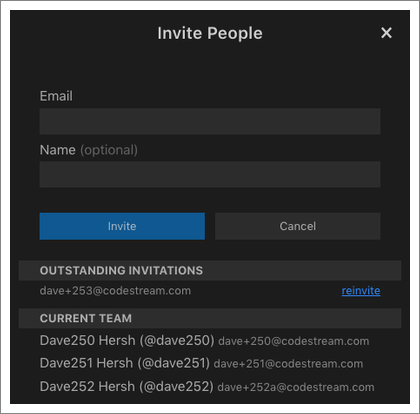 Invite People
Email
Name (optional)
Invite Cancel
OUTSTANDING INVITATIONS
dave+253@codestream.com reinvite
CURRENT TEAM
Dave250 Hersh (@dave250) dave+250@codestream.com
Dave251 Hersh (@dave251) dave+251@codestream.com
Dave252 Hersh (@dave252) dave+252a@codestream.com